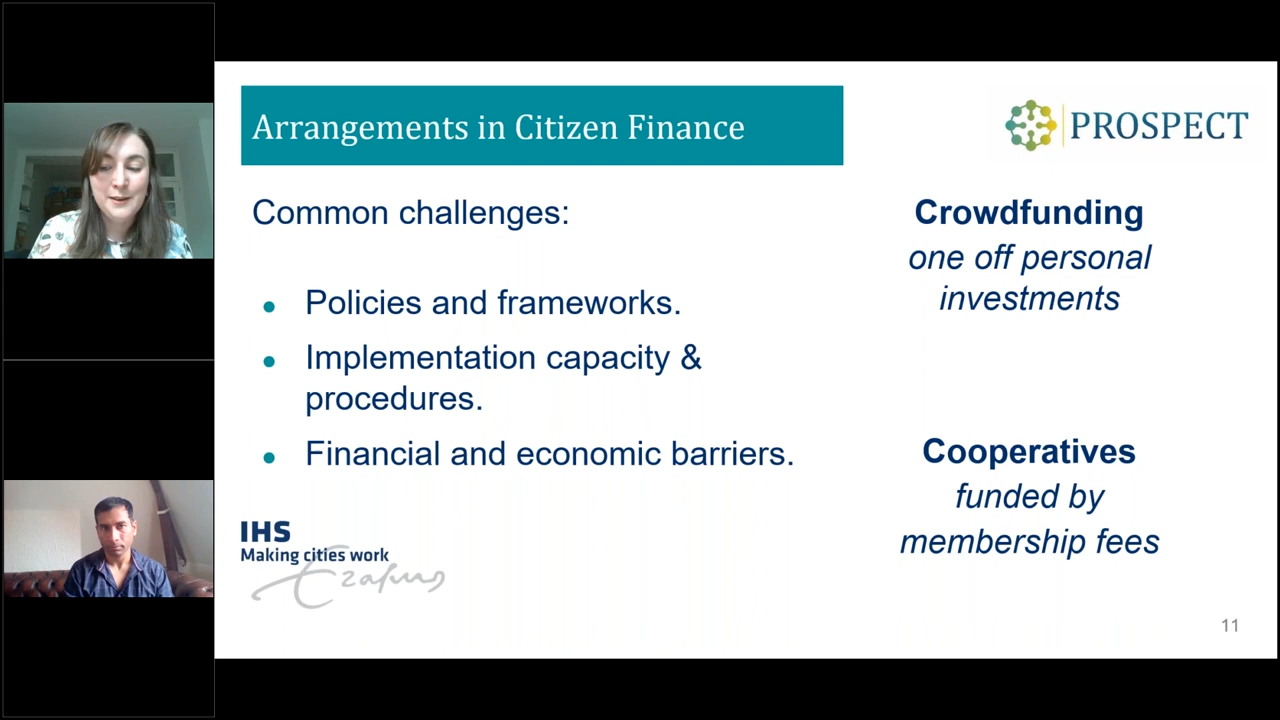 Arrangements in Citizen Finance
PROSPECT
Common challenges:
• Policies and frameworks.
• Implementation capacity &
procedures.
• Financial and economic barriers.
Crowdfunding
one off personal
investments
Cooperatives
funded by
membership fees
IHS
Making cities work
Erasmus
11